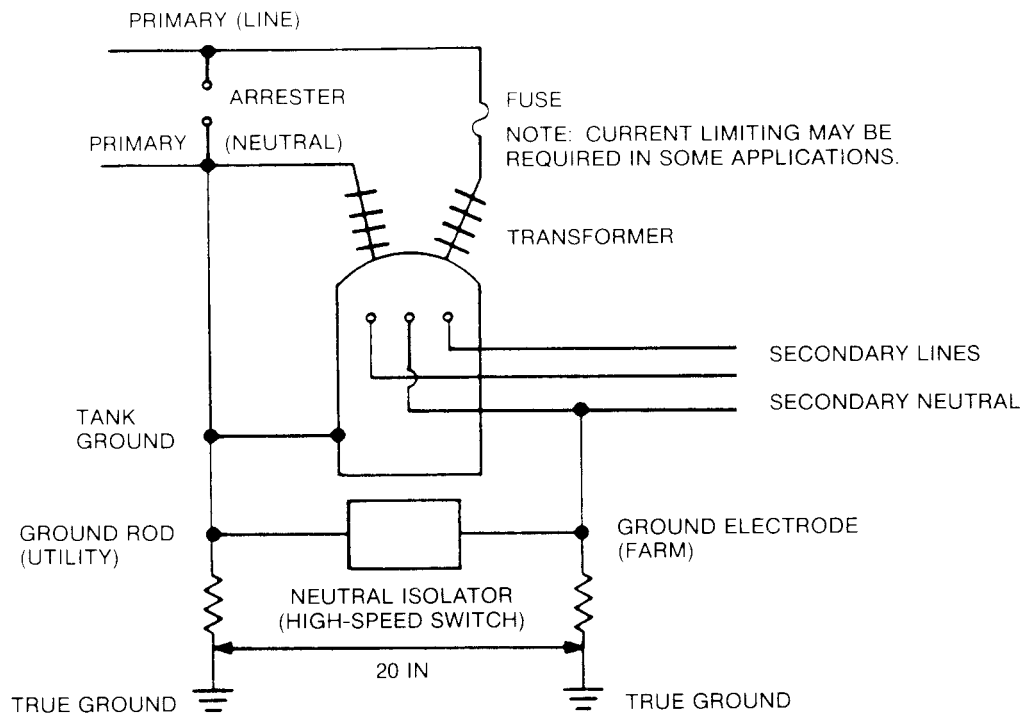 PRIMARY (LINE)
ARRESTER
FUSE
NOTE: CURRENT LIMITING MAY BE
REQUIRED IN SOME APPLICATIONS.
PRIMARY (NEUTRAL)
TRANSFORMER
SECONDARY LINES
SECONDARY NEUTRAL
TANK
GROUND
GROUND ROD
(UTILITY)
GROUND ELECTRODE
(FARM)
NEUTRAL ISOLATOR
(HIGH-SPEED SWITCH)
20 IN
TRUE GROUND
TRUE GROUND